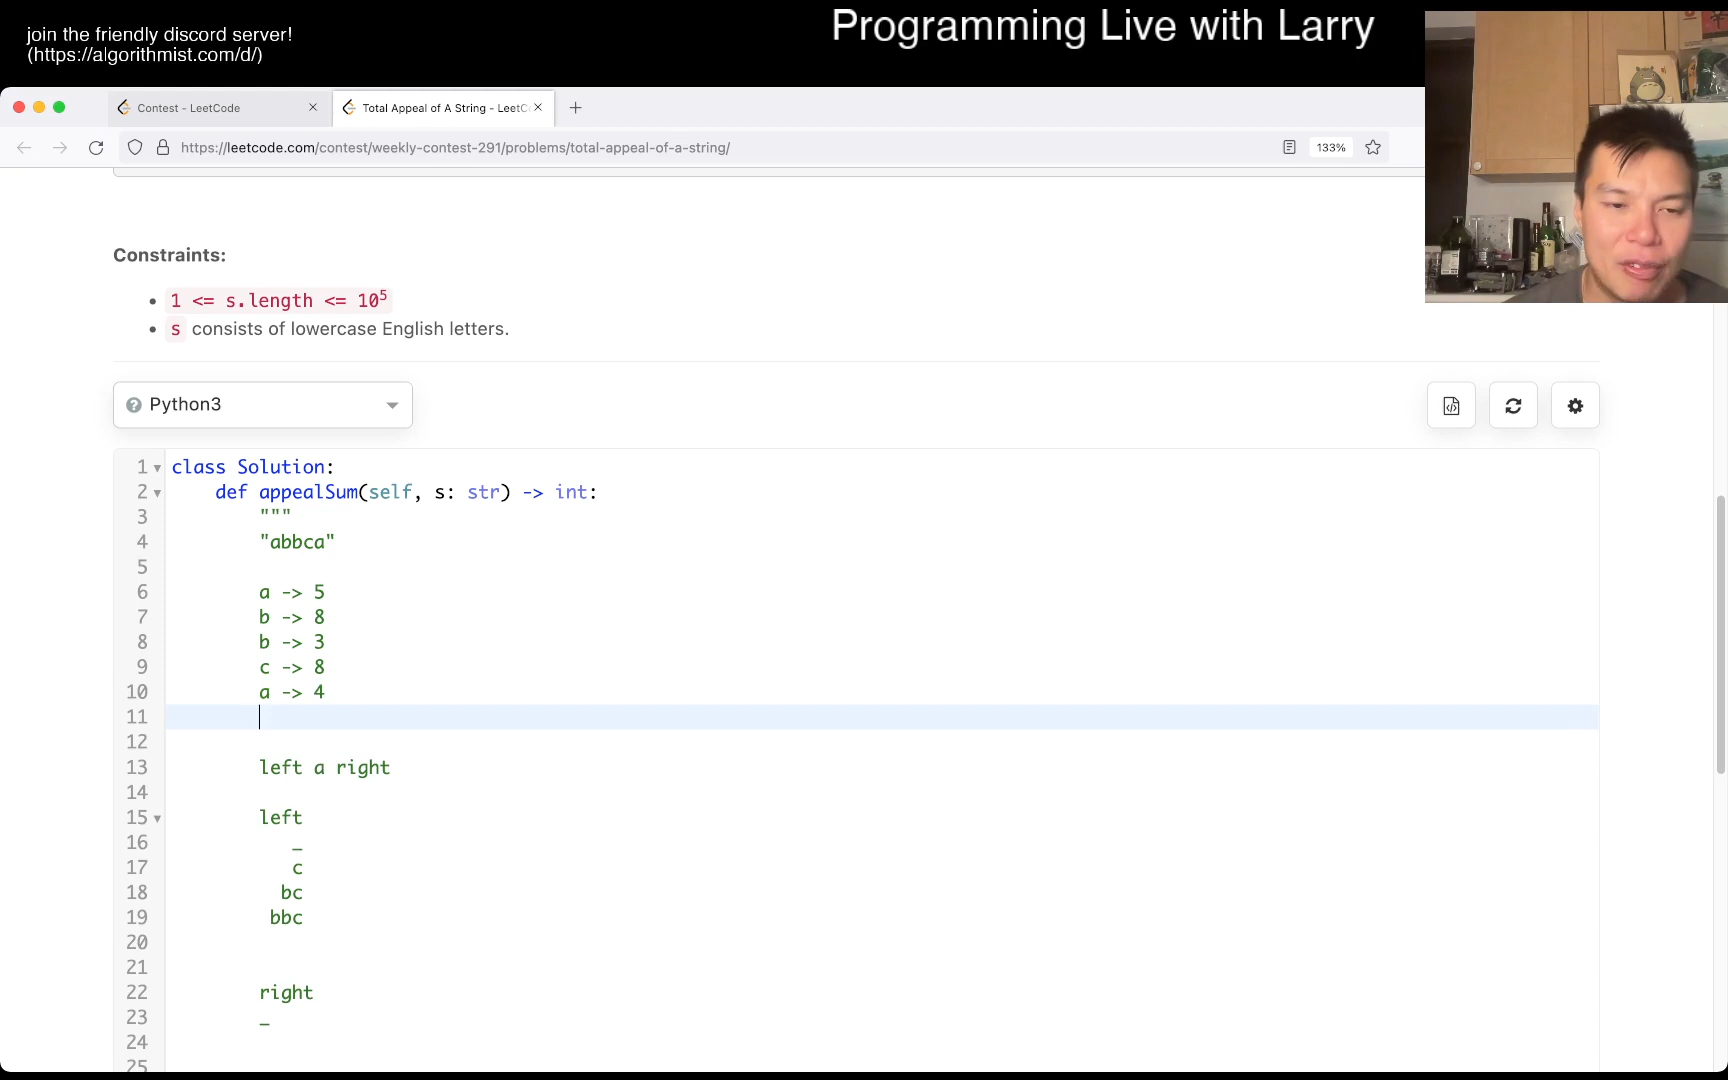 join the friendly discord server!
(https://algorithmist.com/d/)
Programming Live with Larry
Contest - LeetCode
Total Appeal of A String - LeetC
https://leetcode.com/contest/weekly-contest-291/problems/total-appeal-of-a-string/
133%
Constraints:
1 <= s.length <= 10^5
s consists of lowercase English letters.
Python3
1 class Solution:
2 def appealSum(self, s: str) -> int:
3 """
4 "abbca"
5
6 a -> 5
7 b -> 8
8 b -> 3
9 c -> 8
10 a -> 4
11
12
13 left a right
14
15 left
16 _
17 c
18 bc
19 bbc
20
21
22 right
23 _
24
25